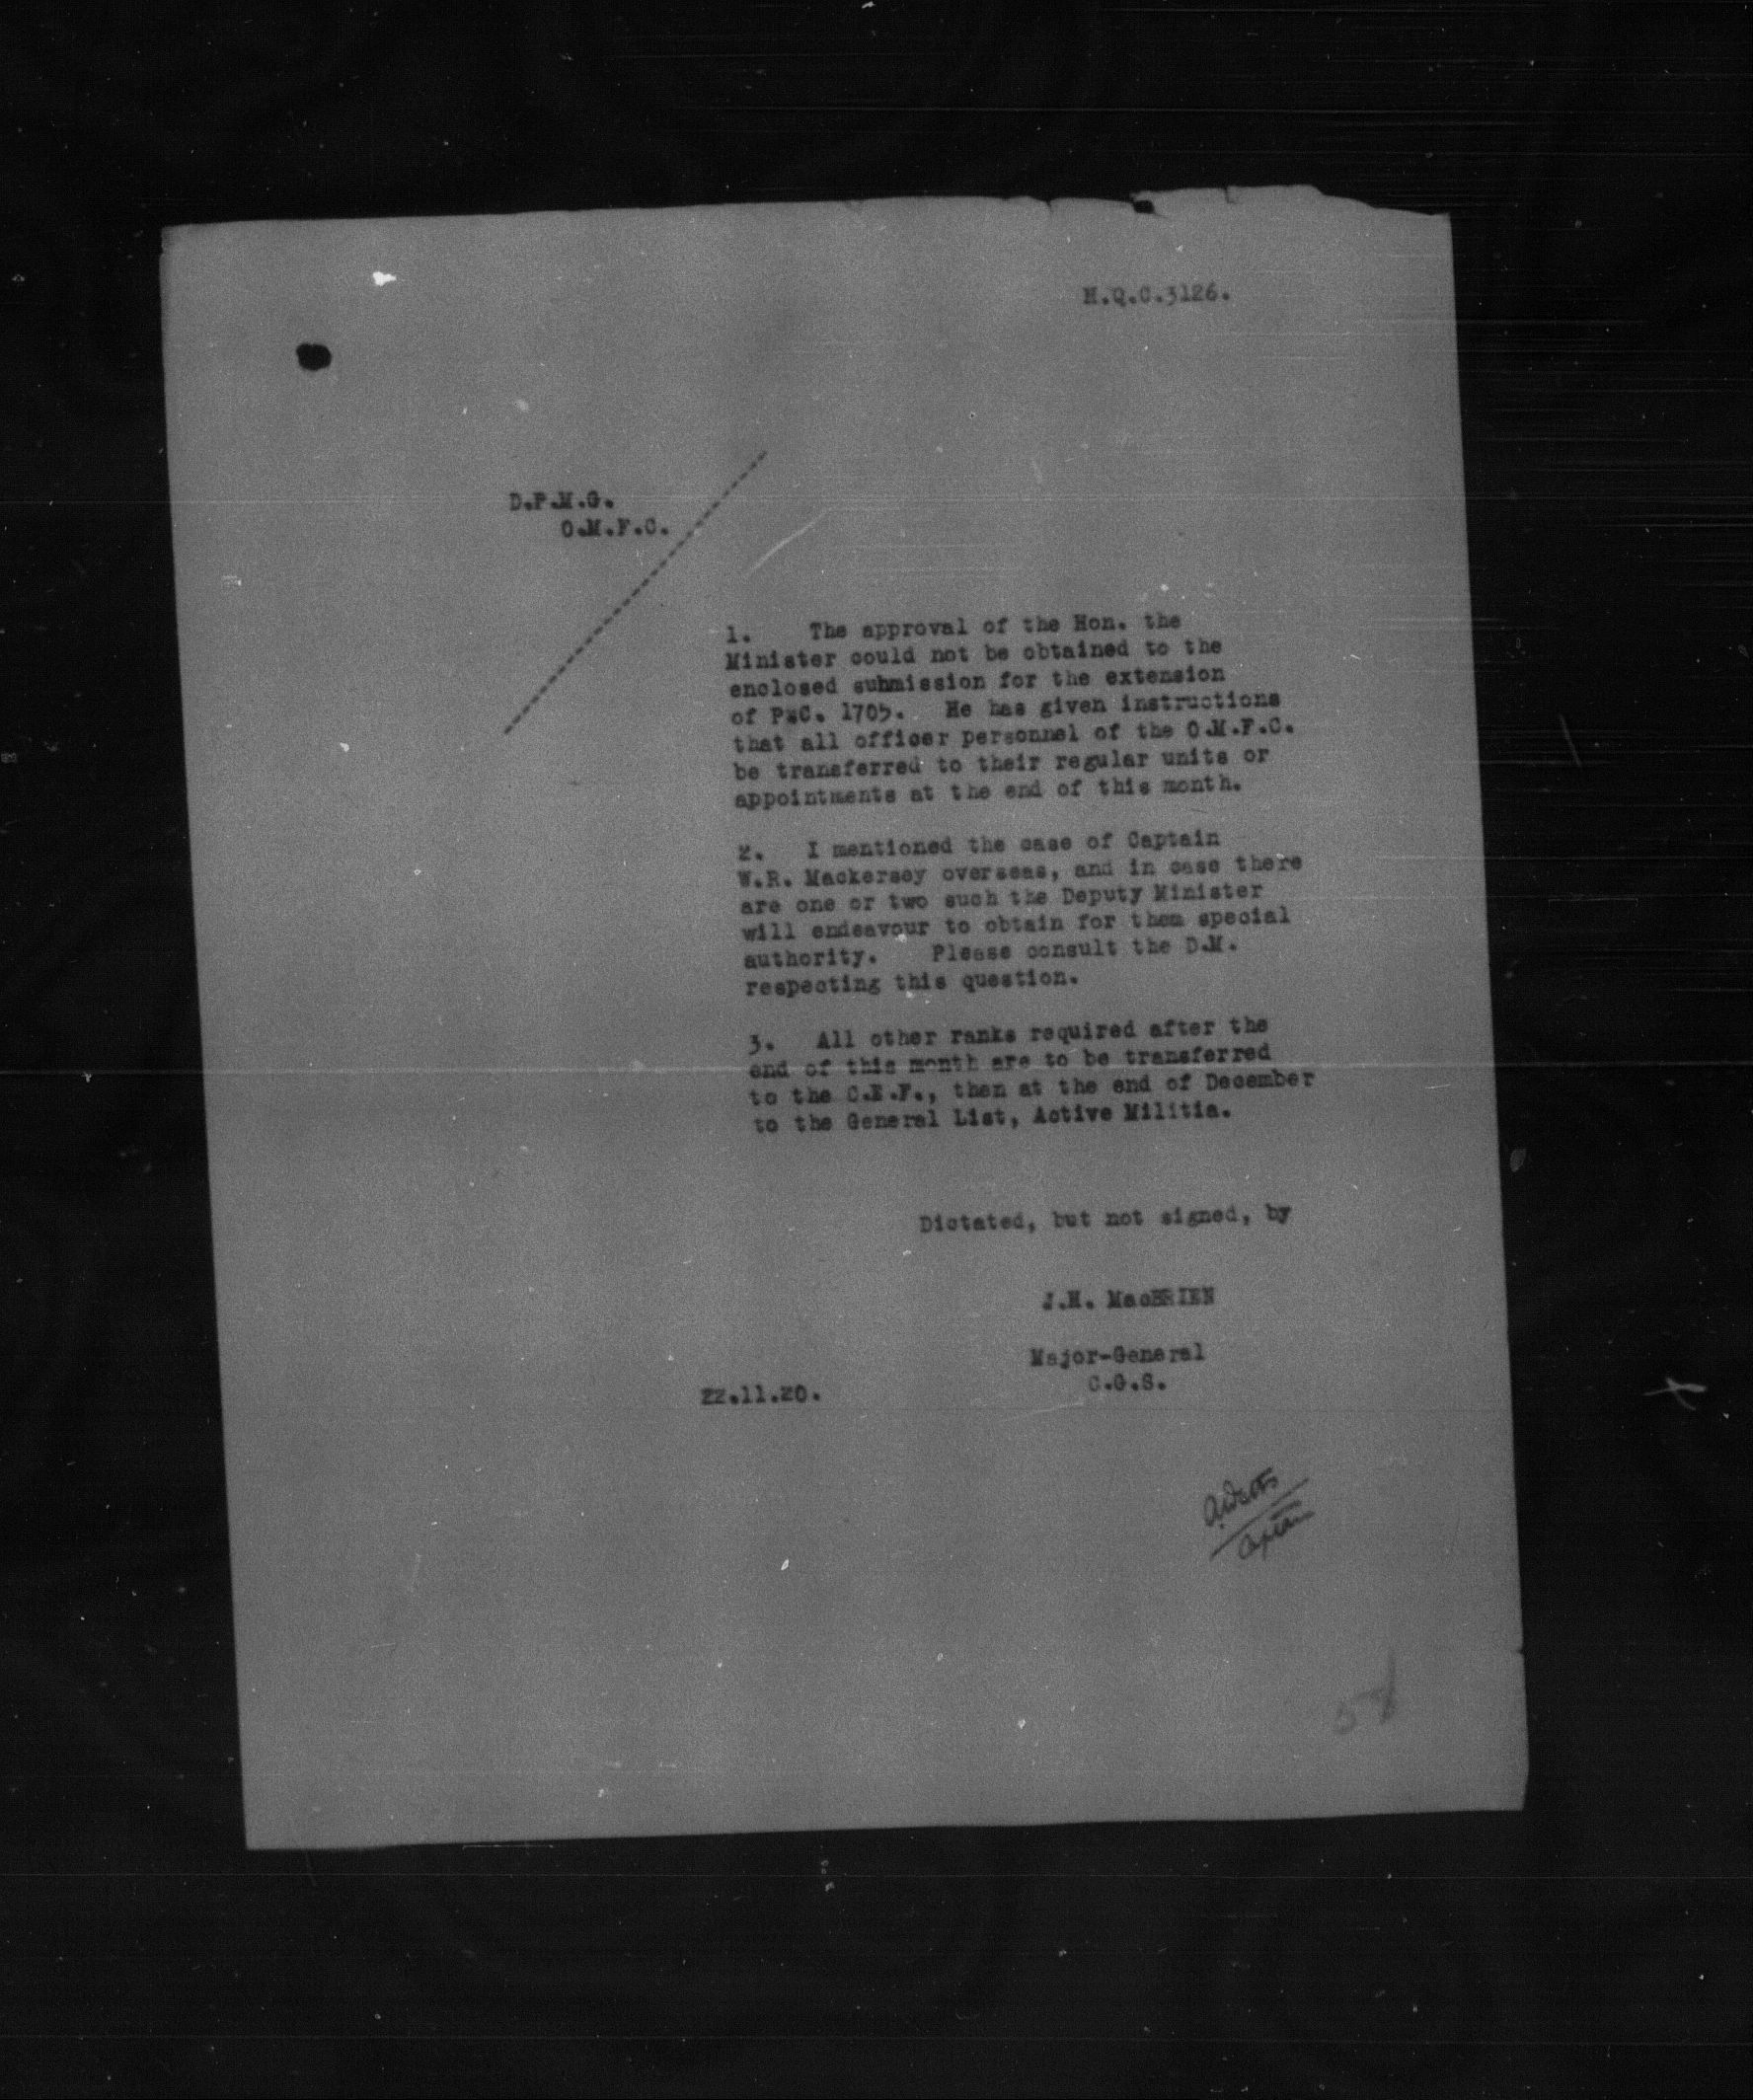 H.Q.C.3126.
D.P.M.G.
O.M.F.C.
1. The approval of the Hon. the
Minister could not be obtained to the
enclosed submission for the extension
of P.C. 1705. He has given instructions
that all officer personnel of the O.M.F.C.
be transferred to their regular units or
appointments at the end of this month.
2. I mentioned the case of Captain
W.R. Mackersey overseas, and in case there
are one or two such the Deputy Minister
will endeavour to obtain for them special
authority. Please consult the D.M.
respecting this question.
3. All other ranks required after the
end of this month are to be transferred
to the C.E.F., then at the end of December
to the General List, Active Militia.
Dictated, but not signed, by
J.H. MacBRIEN
Major-General
C.G.S.
22.11.20.